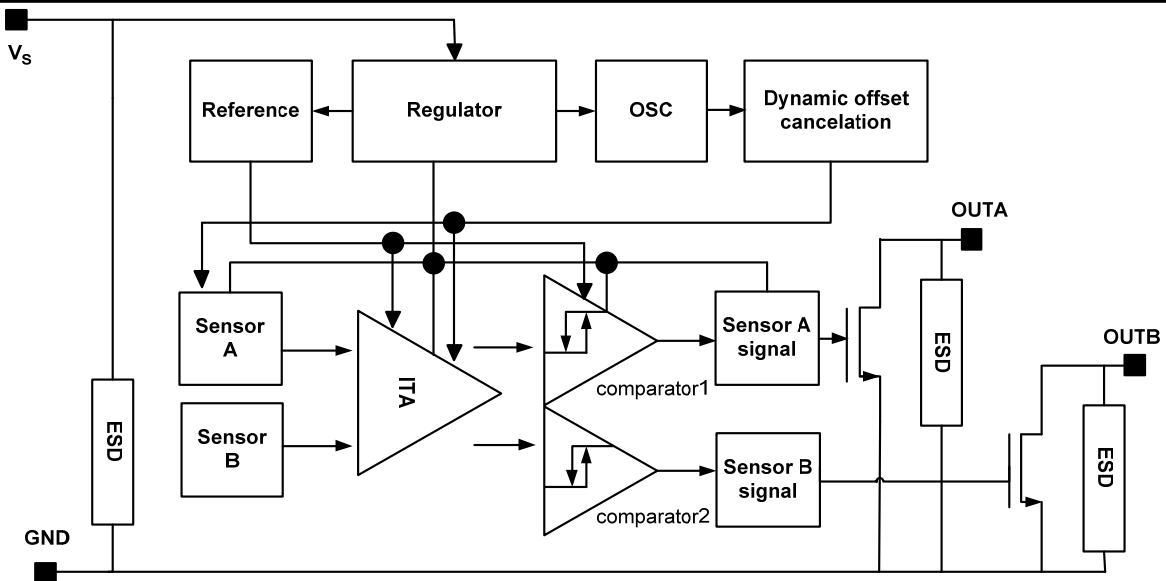 VS
Reference
Regulator
OSC
Dynamic offset
cancelation
OUTA
Sensor
A
ITA
Sensor A
signal
ESD
OUTB
comparator1
ESD
Sensor
B
Sensor B
signal
ESD
comparator2
GND